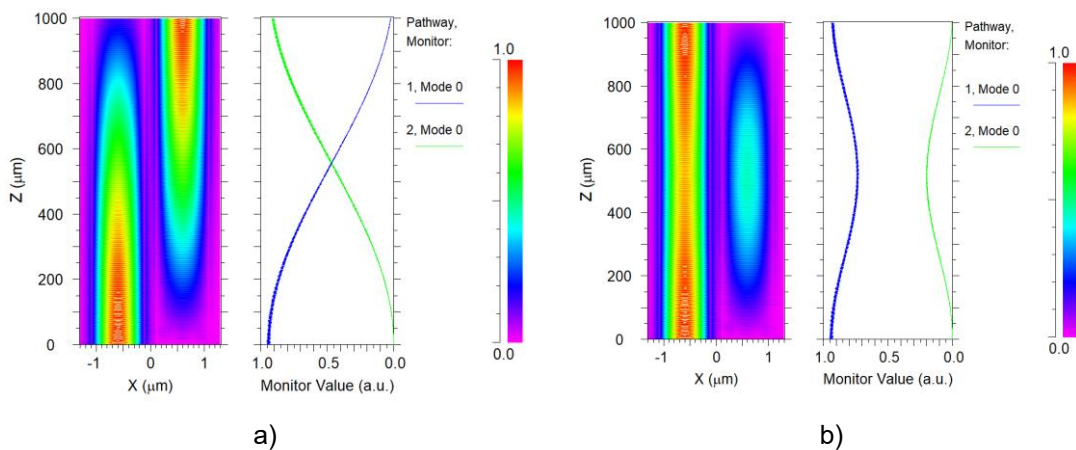 1000
800
600
400
200
0
Z (μm)
-1
0
1
X (μm)
1.0
0.5
0.0
Monitor Value (a.u.)
Pathway,
Monitor:
1, Mode 0
2, Mode 0
1.0
0.0
a)
1000
800
600
400
200
0
Z (μm)
-1
0
1
X (μm)
1.0
0.5
0.0
Monitor Value (a.u.)
Pathway,
Monitor:
1, Mode 0
2, Mode 0
1.0
0.0
b)